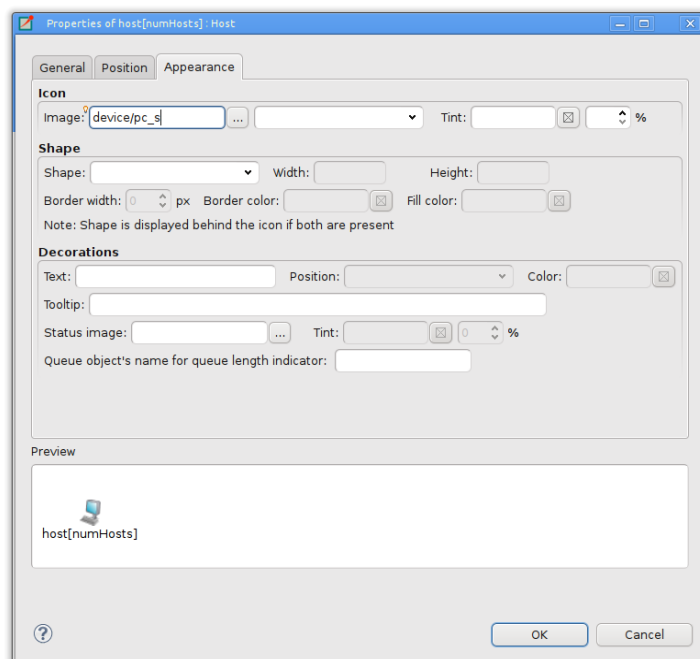 Properties of host[numHosts] : Host
General Position Appearance
Icon
Image: device/pc_s ... Tint: %
Shape
Shape: Width: Height:
Border width: 0 px Border color: Fill color:
Note: Shape is displayed behind the icon if both are present
Decorations
Text: Position: Color:
Tooltip:
Status image: ... Tint: 0 %
Queue object's name for queue length indicator:
Preview
host[numHosts]
? OK Cancel